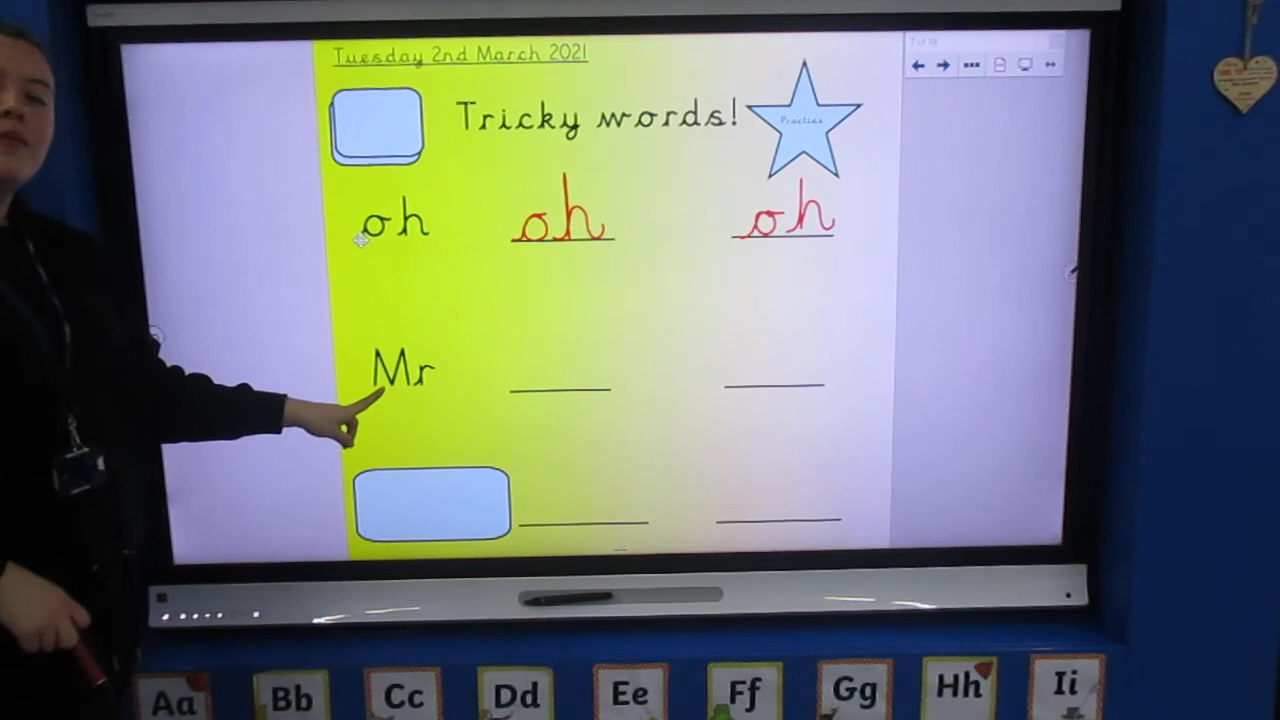 Tuesday 2nd March 2021
Tricky words!
Practise
oh oh oh
Mr
Aa Bb Cc Dd Ee Ff Gg Hh Ii